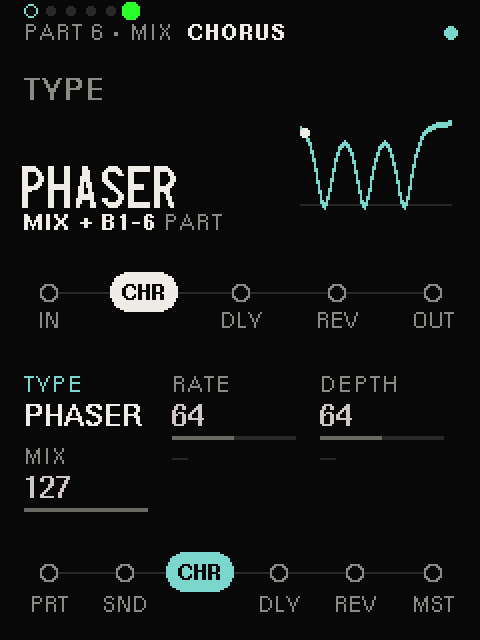 PART 6 · MIX CHORUS
TYPE
PHASER
MIX + B1-6 PART
CHR
IN DLY REV OUT
TYPE RATE DEPTH
PHASER 64 64
MIX — —
127
CHR
PRT SND DLY REV MST